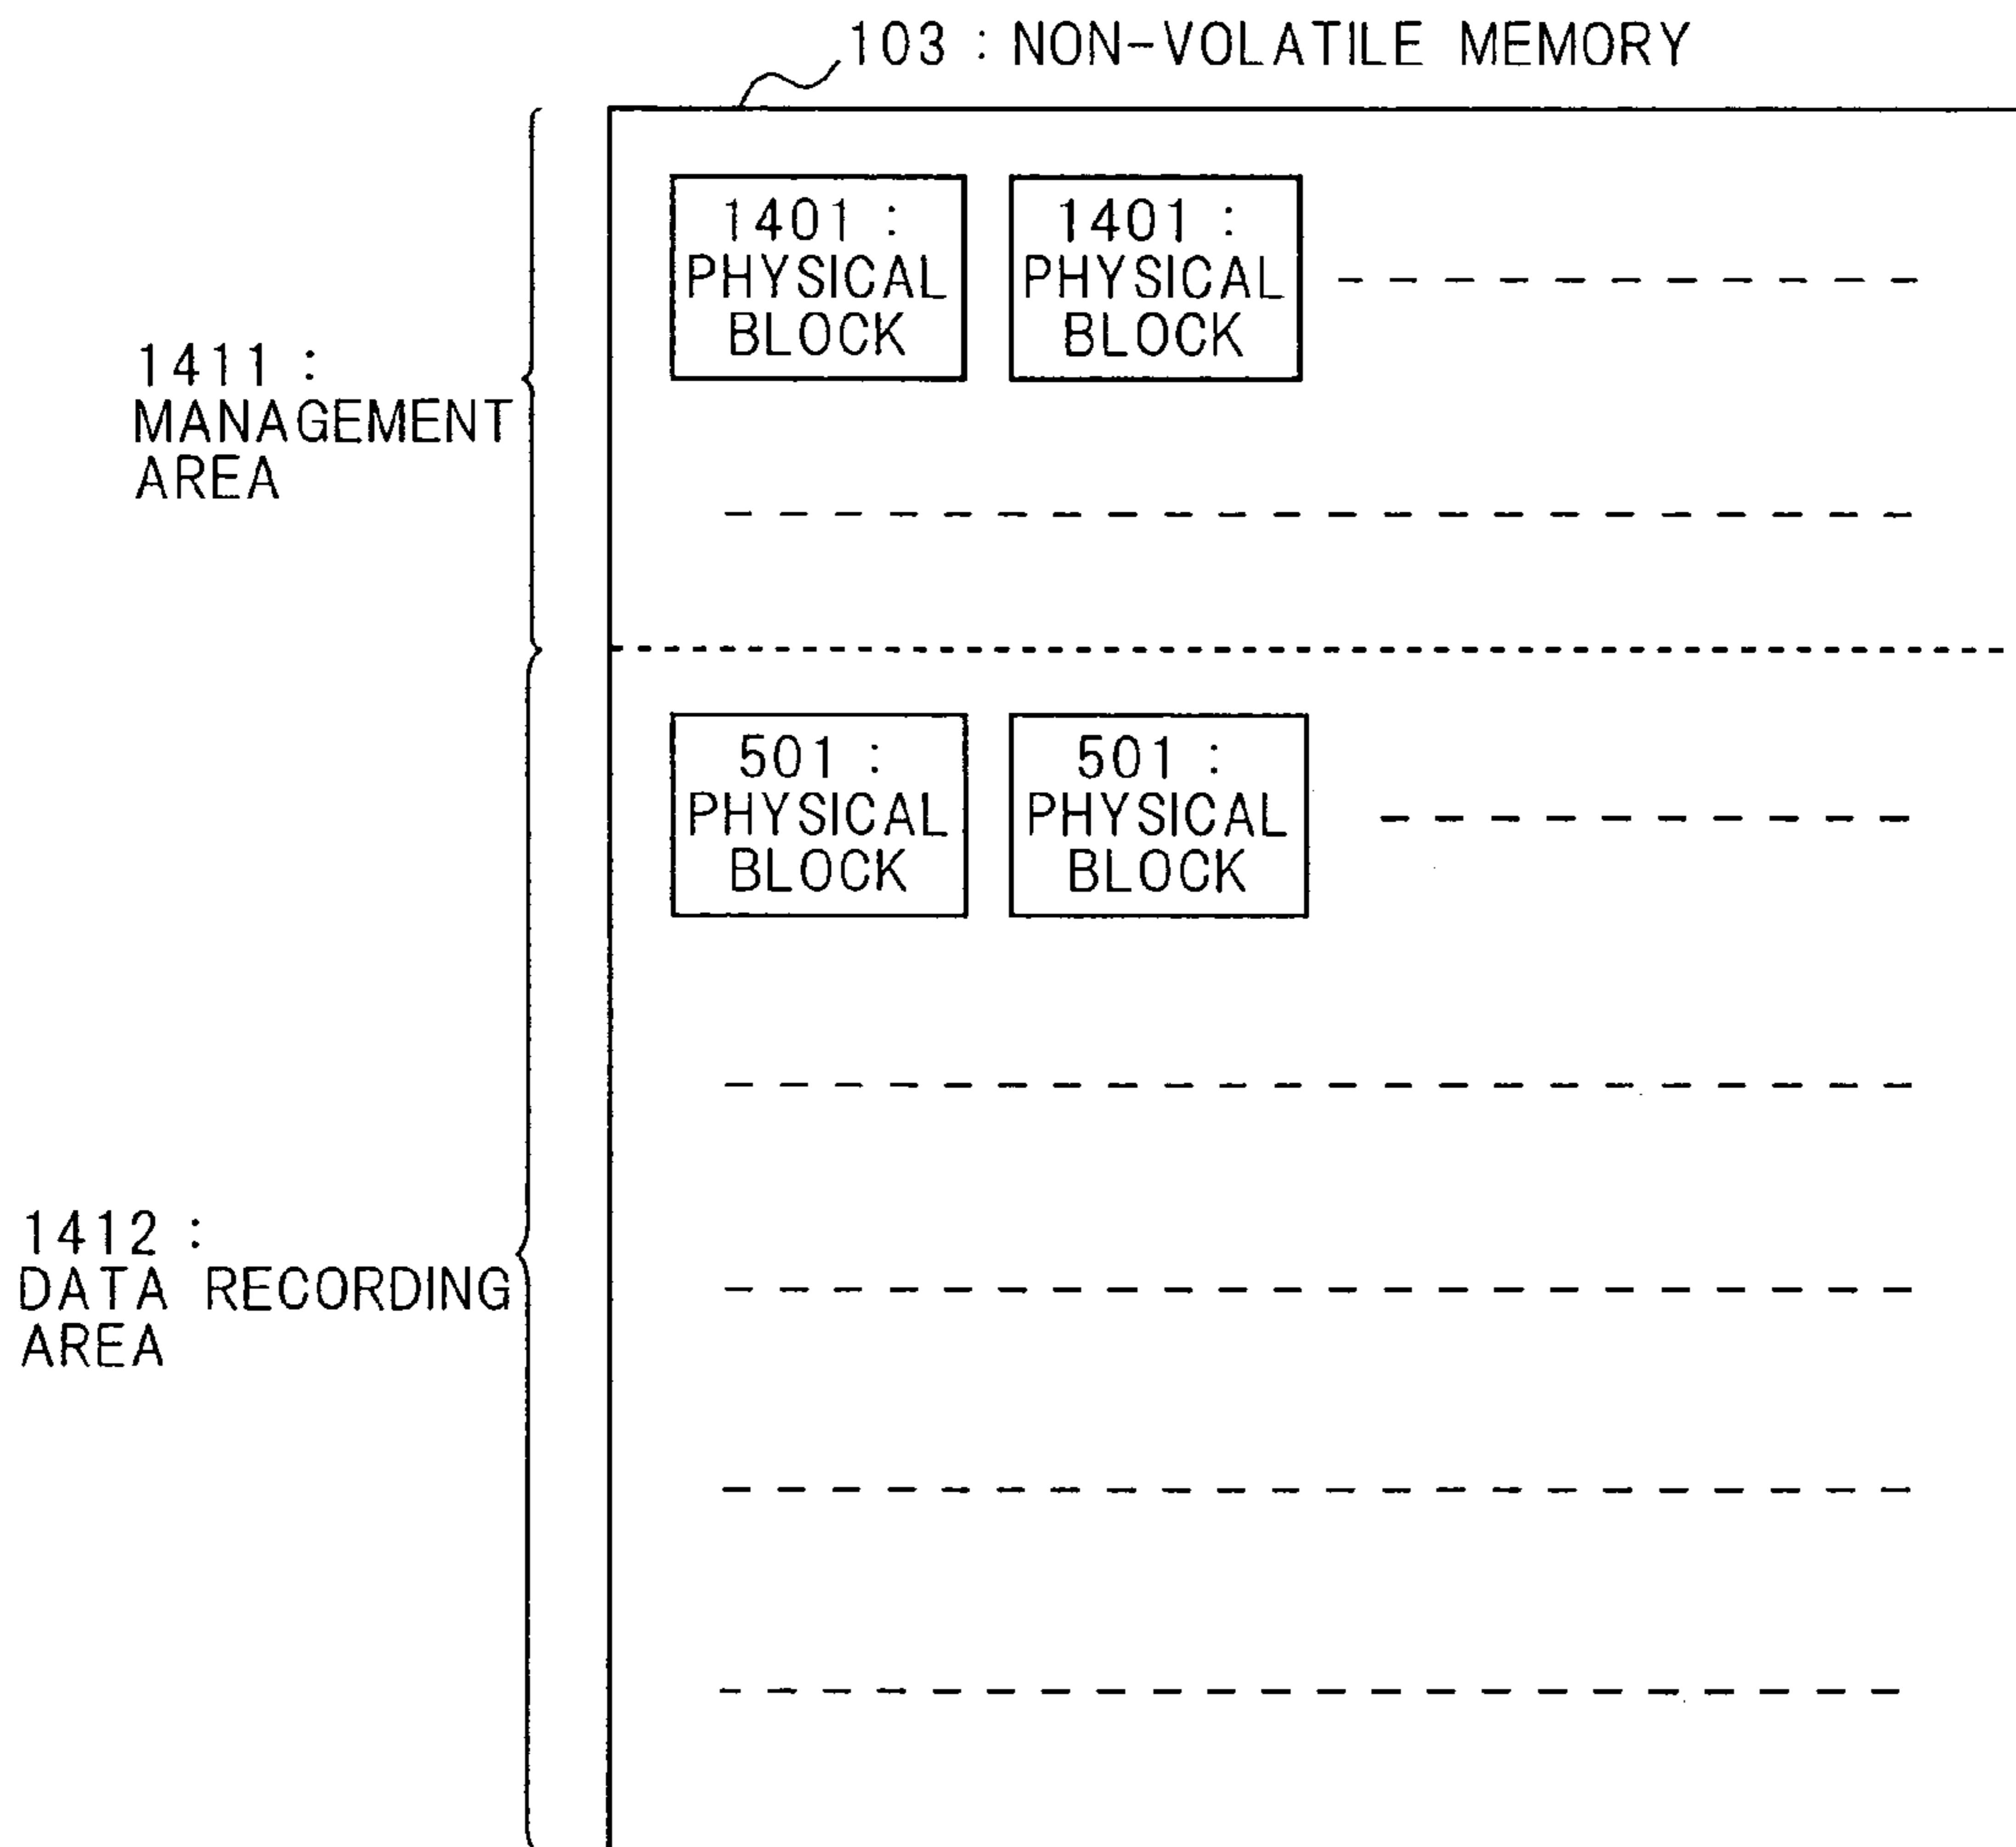 103 : NON-VOLATILE MEMORY
1401 :
PHYSICAL
BLOCK
1401 :
PHYSICAL
BLOCK
1411 :
MANAGEMENT
AREA
501 :
PHYSICAL
BLOCK
501 :
PHYSICAL
BLOCK
1412 :
DATA RECORDING
AREA